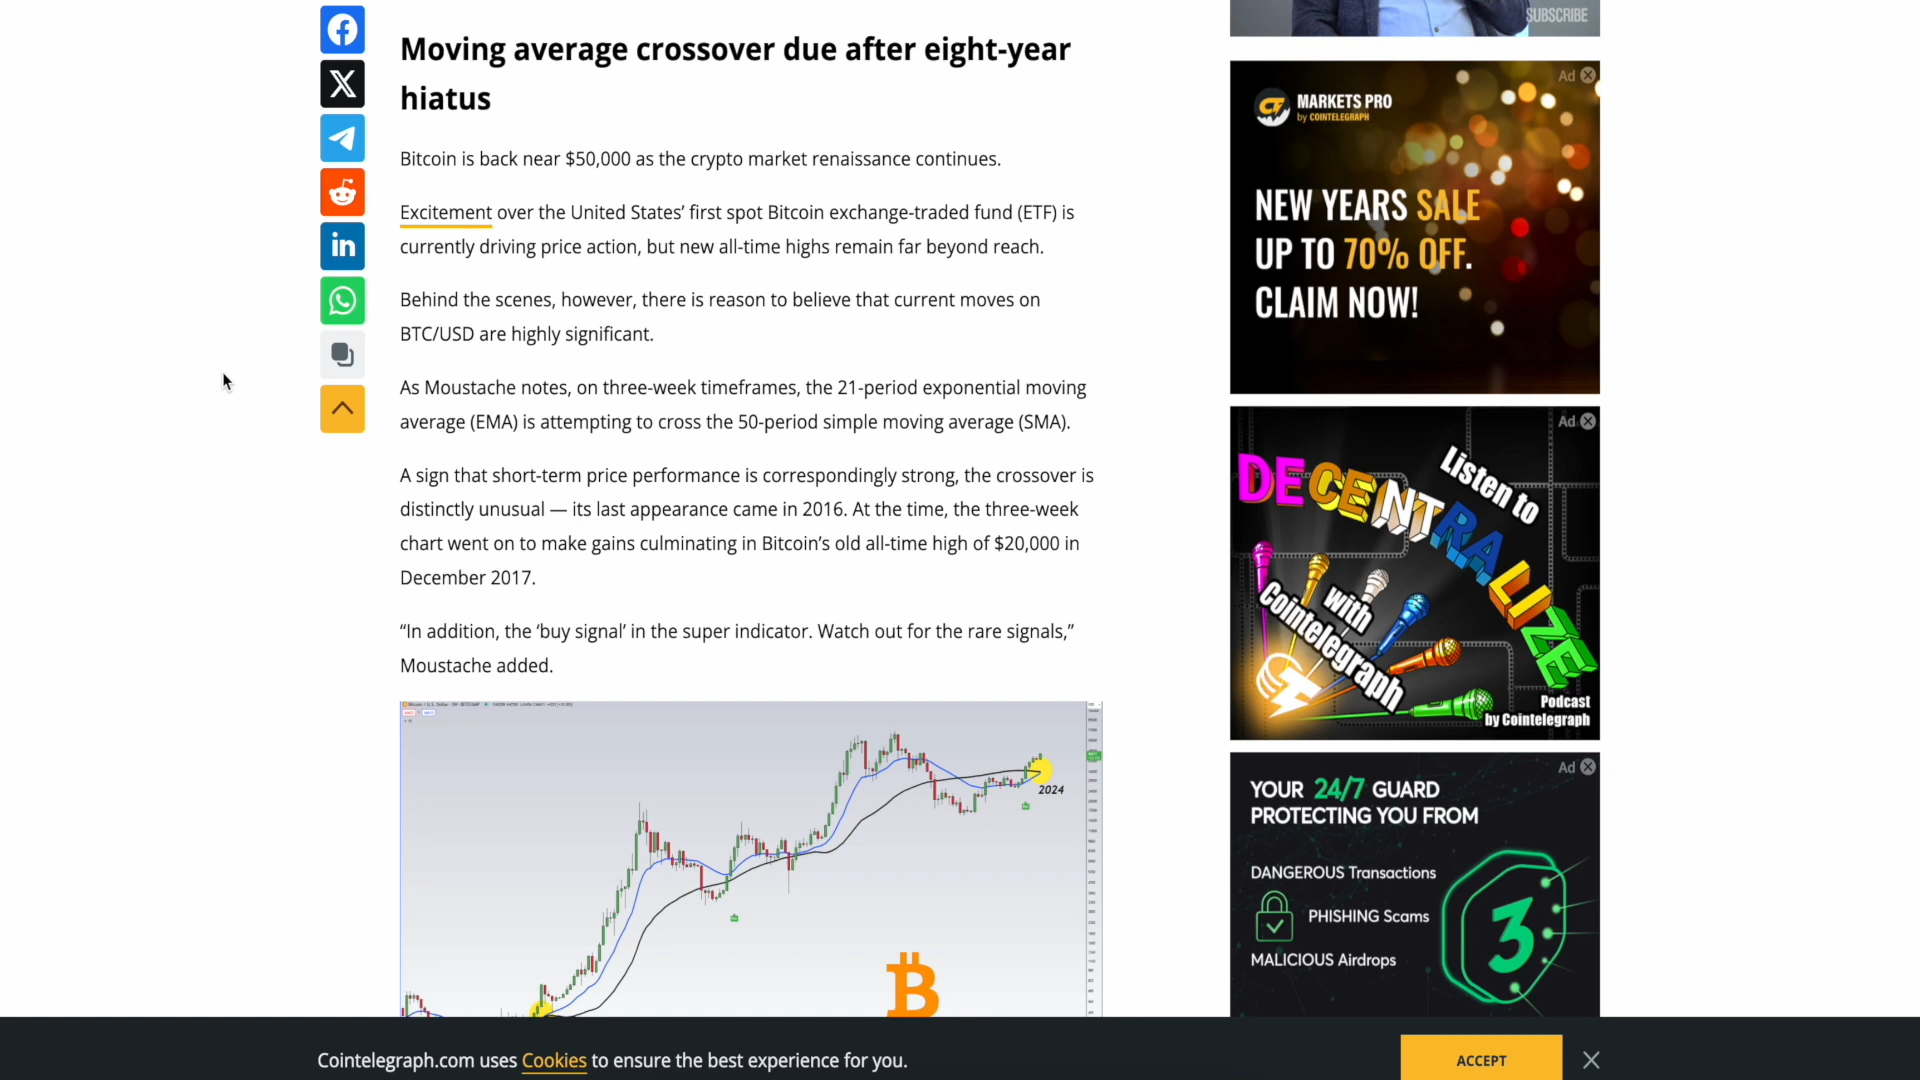 Moving average crossover due after eight-year
hiatus
Bitcoin is back near $50,000 as the crypto market renaissance continues.
Excitement over the United States’ first spot Bitcoin exchange-traded fund (ETF) is
currently driving price action, but new all-time highs remain far beyond reach.
Behind the scenes, however, there is reason to believe that current moves on
BTC/USD are highly significant.
As Moustache notes, on three-week timeframes, the 21-period exponential moving
average (EMA) is attempting to cross the 50-period simple moving average (SMA).
A sign that short-term price performance is correspondingly strong, the crossover is
distinctly unusual — its last appearance came in 2016. At the time, the three-week
chart went on to make gains culminating in Bitcoin’s old all-time high of $20,000 in
December 2017.
“In addition, the ‘buy signal’ in the super indicator. Watch out for the rare signals,”
Moustache added.
2024
SUBSCRIBE
Ad
MARKETS PRO
by COINTELEGRAPH
NEW YEARS SALE
UP TO 70% OFF.
CLAIM NOW!
Ad
Listen to
DECENTRALIZE
with
Cointelegraph
Podcast
by Cointelegraph
Ad
YOUR 24/7 GUARD
PROTECTING YOU FROM
DANGEROUS Transactions
PHISHING Scams
MALICIOUS Airdrops
3
Cointelegraph.com uses Cookies to ensure the best experience for you.
ACCEPT